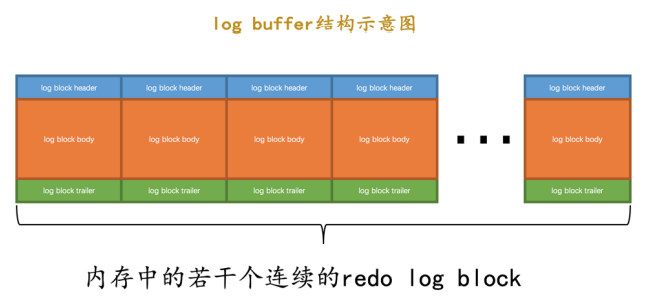 log buffer结构示意图
log block header log block header log block header log block header log block header
log block body log block body log block body log block body log block body
log block trailer log block trailer log block trailer log block trailer log block trailer
内存中的若干个连续的redo log block